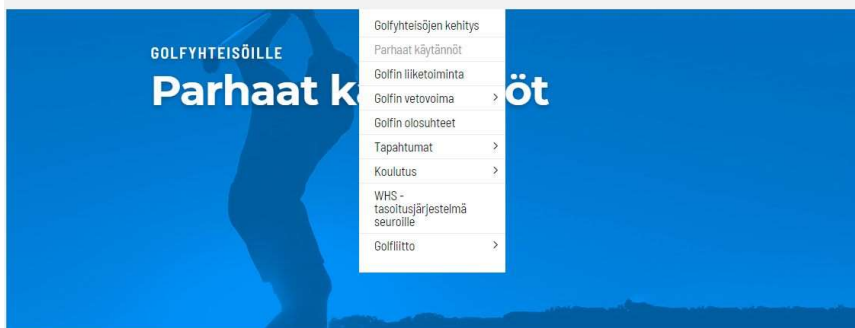 GOLFYHTEISÖILLE
Parhaat k öt
Golfyhteisöjen kehitys
Parhaat käytännöt
Golfin liiketoiminta
Golfin vetovoima
Golfin olosuhteet
Tapahtumat
Koulutus
WHS -
tasoitusjärjestelmä
seuroille
Golfliitto